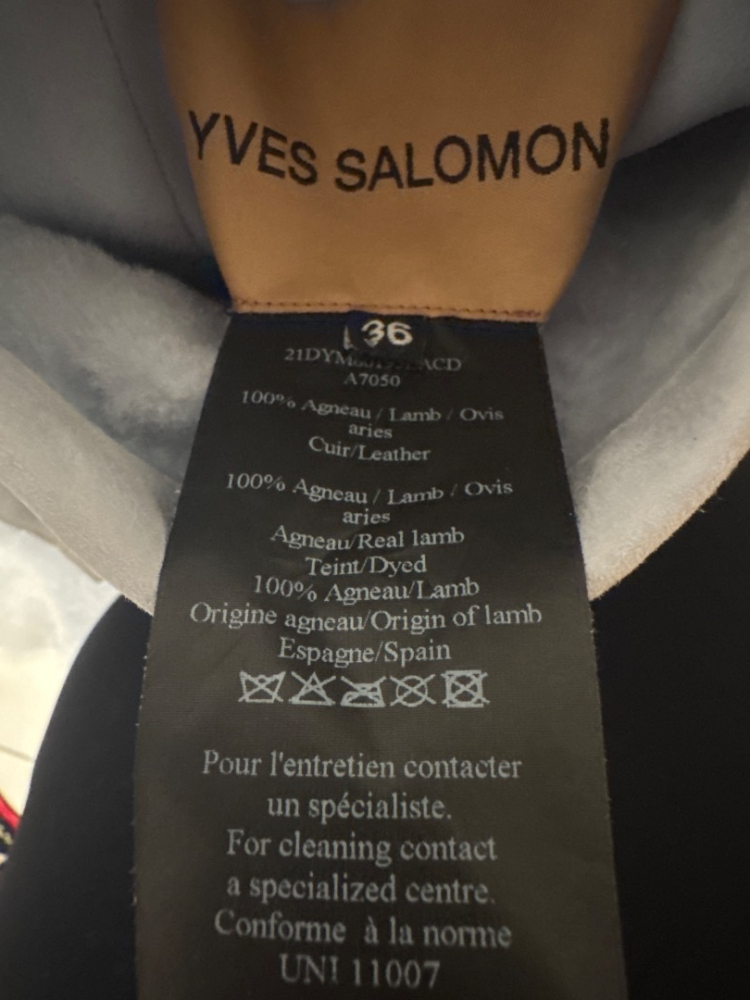 YVES SALOMON
36
A7050
100% Agneau / Lamb / Ovis
aries
Cuir/Leather
100% Agneau / Lamb / Ovis
aries
Agneau/Real lamb
Teint/Dyed
100% Agneau/Lamb
Origine agneau/Origin of lamb
Espagne/Spain
Pour l'entretien contacter
un spécialiste.
For cleaning contact
a specialized centre.
Conforme à la norme
UNI 11007